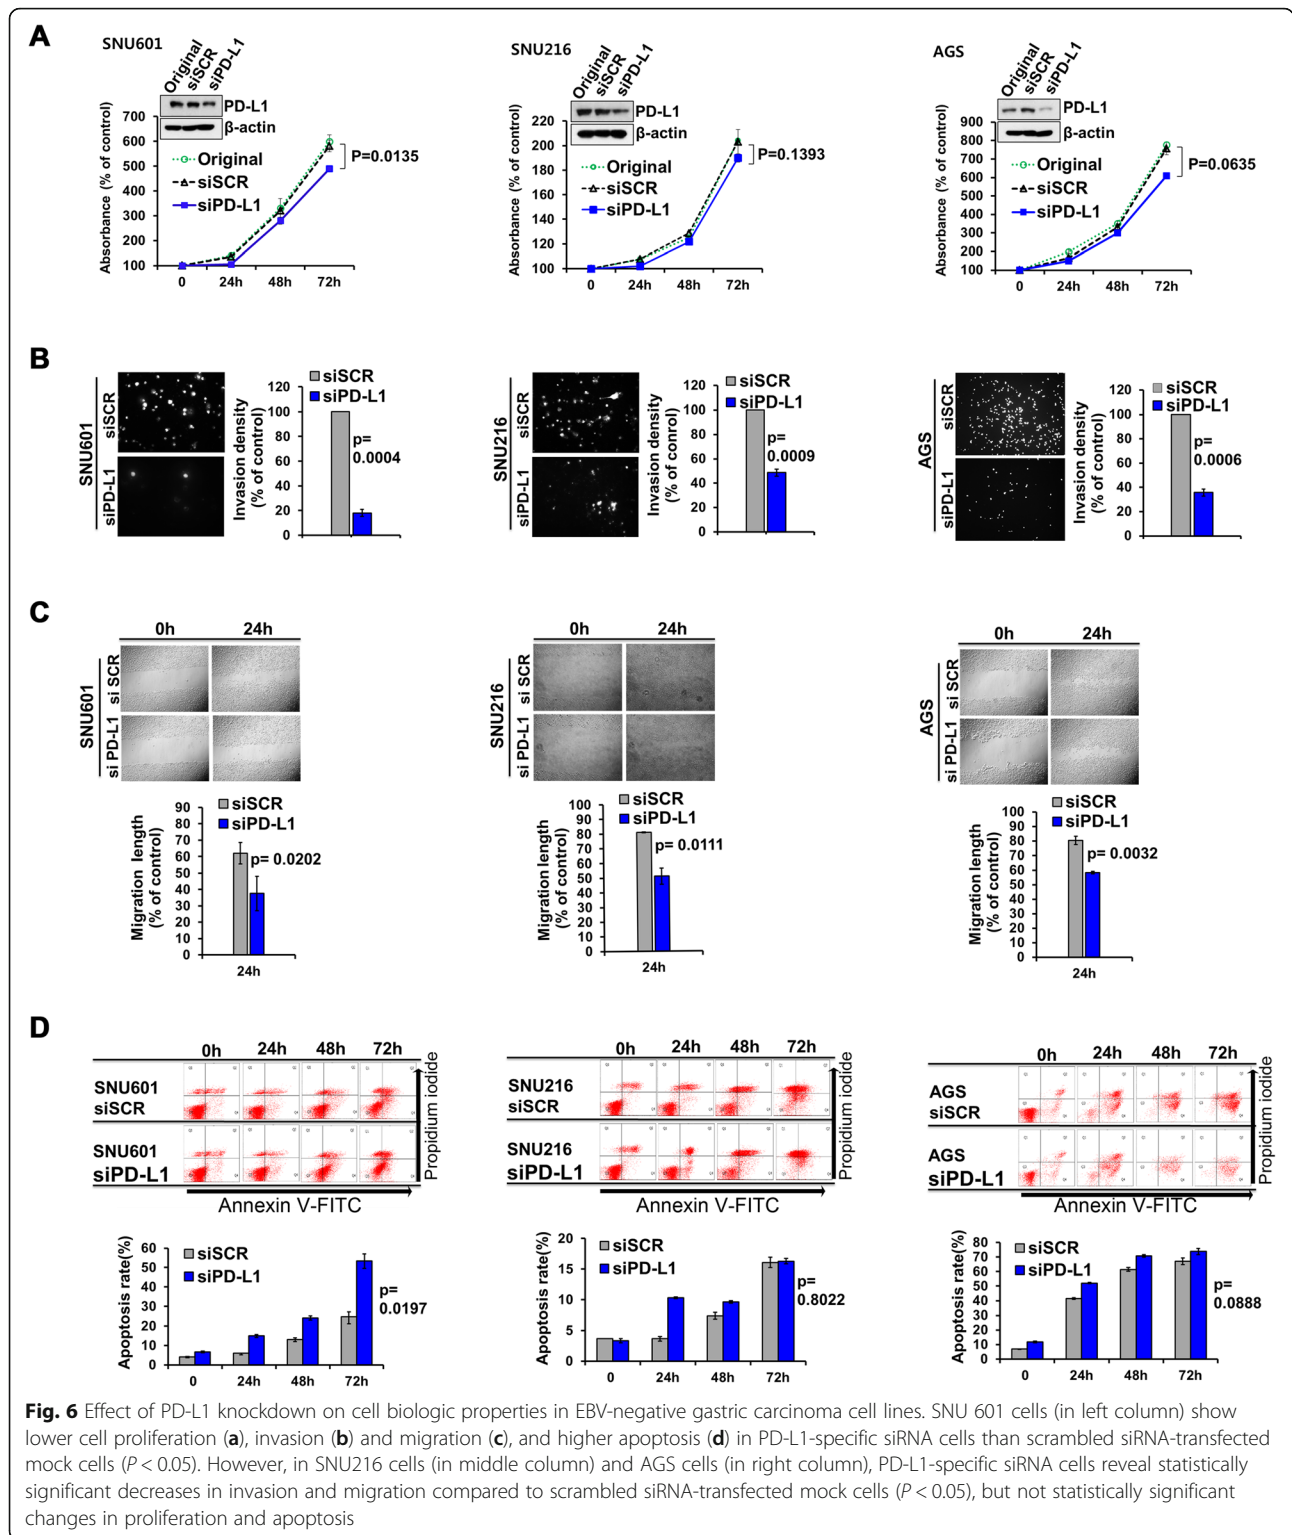 A
SNU601
Original
siSCR
siPD-L1
PD-L1
β-actin
Absorbance (% of control)
700
600
500
400
300
200
100
Original
siSCR
siPD-L1
P=0.0135
0 24h 48h 72h
SNU216
Original
siSCR
siPD-L1
PD-L1
β-actin
Absorbance (% of control)
220
200
180
160
140
120
100
Original
siSCR
siPD-L1
P=0.1393
0 24h 48h 72h
AGS
Original
siSCR
siPD-L1
PD-L1
β-actin
Absorbance (% of control)
900
800
700
600
500
400
300
200
100
Original
siSCR
siPD-L1
P=0.0635
0 24h 48h 72h
B
SNU601
siSCR
siPD-L1
Invasion density
(% of control)
120
100
80
60
40
20
0
siSCR
siPD-L1
p=
0.0004
SNU216
siSCR
siPD-L1
Invasion density
(% of control)
120
100
80
60
40
20
0
siSCR
siPD-L1
p=
0.0009
AGS
siSCR
siPD-L1
Invasion density
(% of control)
120
100
80
60
40
20
0
siSCR
siPD-L1
p=
0.0006
C
0h 24h
SNU601
si SCR
si PD-L1
Migration length
(% of control)
90
80
70
60
50
40
30
20
10
0
siSCR
siPD-L1
p= 0.0202
24h
0h 24h
SNU216
si SCR
si PD-L1
Migration length
(% of control)
100
90
80
70
60
50
40
30
20
10
0
siSCR
siPD-L1
p= 0.0111
24h
0h 24h
AGS
si SCR
si PD-L1
Migration length
(% of control)
100
90
80
70
60
50
40
30
20
10
0
siSCR
siPD-L1
p= 0.0032
24h
D
0h 24h 48h 72h
SNU601
siSCR
SNU601
siPD-L1
Propidium iodide
Annexin V-FITC
Apoptosis rate(%)
60
50
40
30
20
10
0
siSCR
siPD-L1
p=
0.0197
0 24h 48h 72h
0h 24h 48h 72h
SNU216
siSCR
SNU216
siPD-L1
Propidium iodide
Annexin V-FITC
Apoptosis rate(%)
20
15
10
5
0
siSCR
siPD-L1
p=
0.8022
0 24h 48h 72h
0h 24h 48h 72h
AGS
siSCR
AGS
siPD-L1
Propidium iodide
Annexin V-FITC
Apoptosis rate(%)
80
70
60
50
40
30
20
10
0
siSCR
siPD-L1
p=
0.0888
0 24h 48h 72h
Fig. 6 Effect of PD-L1 knockdown on cell biologic properties in EBV-negative gastric carcinoma cell lines. SNU 601 cells (in left column) show
lower cell proliferation (a), invasion (b) and migration (c), and higher apoptosis (d) in PD-L1-specific siRNA cells than scrambled siRNA-transfected
mock cells (P < 0.05). However, in SNU216 cells (in middle column) and AGS cells (in right column), PD-L1-specific siRNA cells reveal statistically
significant decreases in invasion and migration compared to scrambled siRNA-transfected mock cells (P < 0.05), but not statistically significant
changes in proliferation and apoptosis